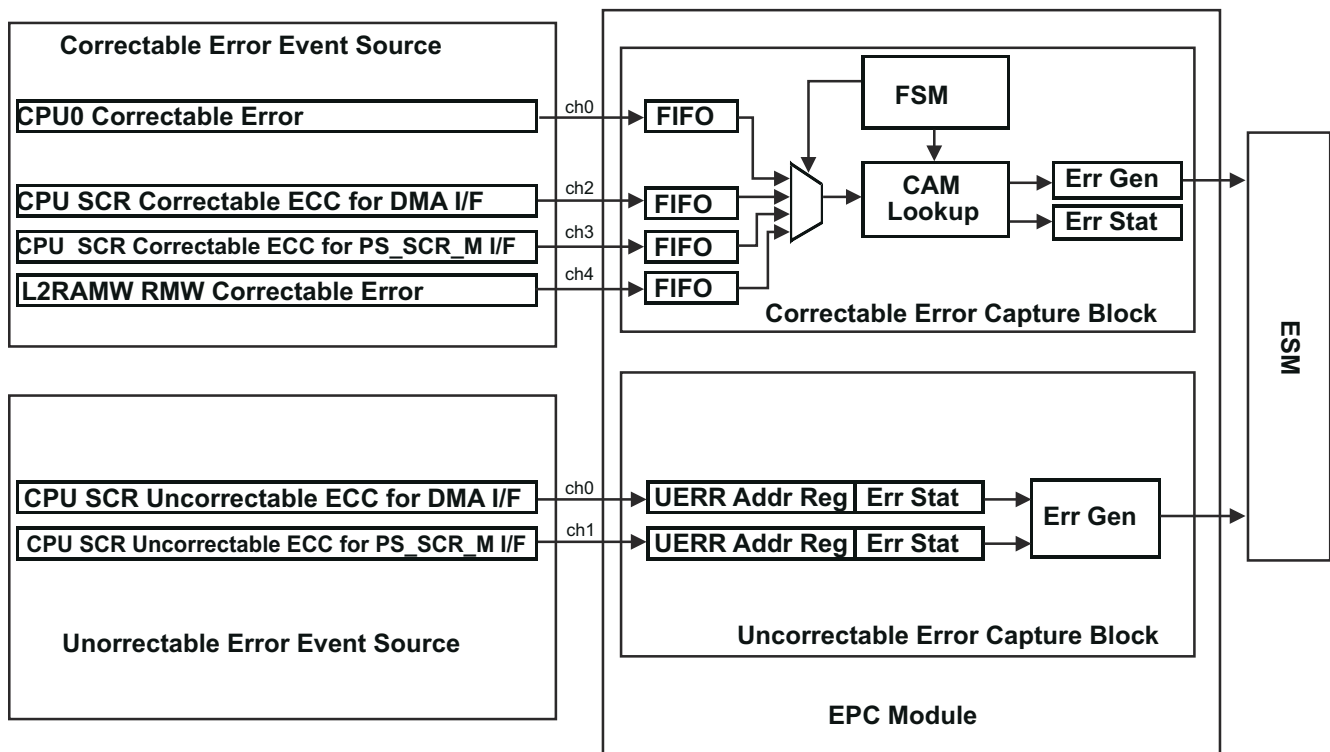 Correctable Error Event Source
CPU0 Correctable Error
CPU SCR Correctable ECC for DMA I/F
CPU SCR Correctable ECC for PS_SCR_M I/F
L2RAMW RMW Correctable Error
ch0
ch2
ch3
ch4
FIFO
FIFO
FIFO
FIFO
FSM
CAM
Lookup
Err Gen
Err Stat
Correctable Error Capture Block
CPU SCR Uncorrectable ECC for DMA I/F
CPU SCR Uncorrectable ECC for PS_SCR_M I/F
Unorrectable Error Event Source
ch0
ch1
UERR Addr Reg
Err Stat
UERR Addr Reg
Err Stat
Err Gen
Uncorrectable Error Capture Block
EPC Module
ESM